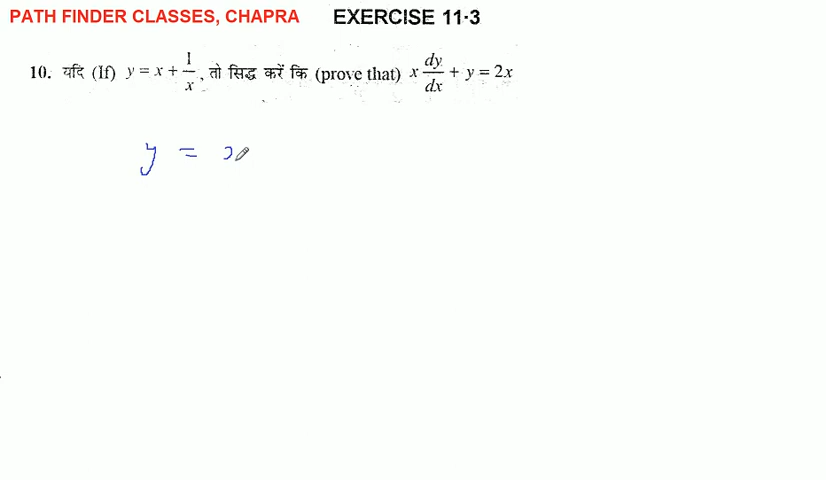 PATH FINDER CLASSES, CHAPRA EXERCISE 11·3
10. यदि (If) y = x + 1/x, तो सिद्ध करें कि (prove that) x dy/dx + y = 2x
y =